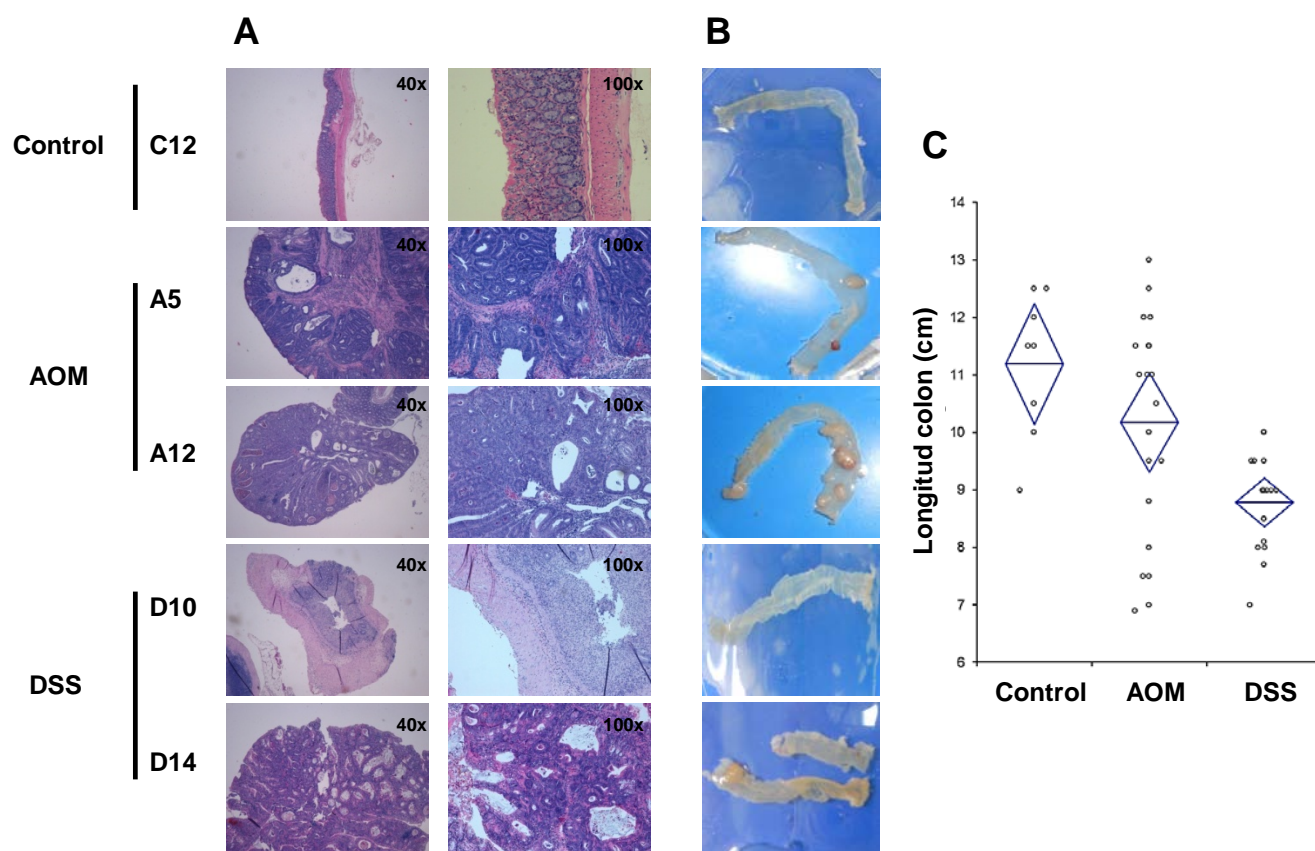 A
B
C
Control
C12
40x
100x
AOM
A5
40x
100x
A12
40x
100x
DSS
D10
40x
100x
D14
40x
100x
Longitud colon (cm)
14
13
12
11
10
9
8
7
6
Control
AOM
DSS